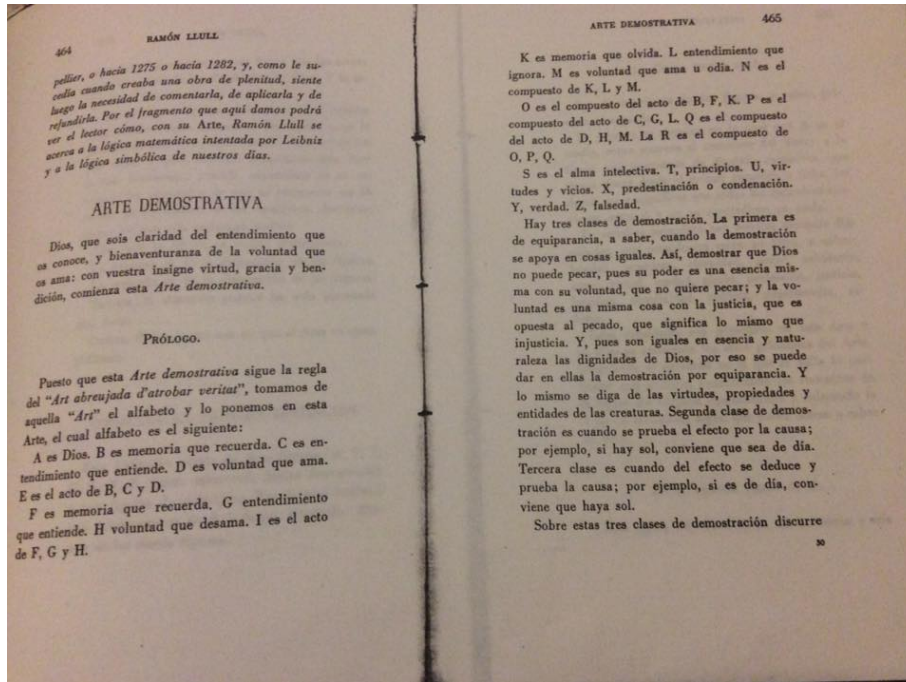 464
RAMÓN LLULL
pellier, o hacia 1275 o hacia 1282, y, como le su-
cedía cuando creaba una obra de plenitud, siente
luego la necesidad de comentarla, de aplicarla y de
refundirla. Por el fragmento que aquí damos podrá
ver el lector cómo, con su Arte, Ramón Llull se
acerca a la lógica matemática intentada por Leibniz
y a la lógica simbólica de nuestros días.
ARTE DEMOSTRATIVA
Dios, que sois claridad del entendimiento que
os conoce, y bienaventuranza de la voluntad que
os ama: con vuestra insigne virtud, gracia y ben-
dición, comienza esta Arte demostrativa.
PRÓLOGO.
Puesto que esta Arte demostrativa sigue la regla
del "Art abreujada d'atrobar veritat", tomamos de
aquella "Art" el alfabeto y lo ponemos en esta
Arte, el cual alfabeto es el siguiente:
A es Dios. B es memoria que recuerda. C es en-
tendimiento que entiende. D es voluntad que ama.
E es el acto de B, C y D.
F es memoria que recuerda. G entendimiento
que entiende. H voluntad que desama. I es el acto
de F, G y H.
ARTE DEMOSTRATIVA
465
K es memoria que olvida. L entendimiento que
ignora. M es voluntad que ama u odia. N es el
compuesto de K, L y M.
O es el compuesto del acto de B, F, K. P es el
compuesto del acto de C, G, L. Q es el compuesto
del acto de D, H, M. La R es el compuesto de
O, P, Q.
S es el alma intelectiva. T, principios. U, vir-
tudes y vicios. X, predestinación o condenación.
Y, verdad. Z, falsedad.
Hay tres clases de demostración. La primera es
de equiparancia, a saber, cuando la demostración
se apoya en cosas iguales. Así, demostrar que Dios
no puede pecar, pues su poder es una esencia mis-
ma con su voluntad, que no quiere pecar; y la vo-
luntad es una misma cosa con la justicia, que es
opuesta al pecado, que significa lo mismo que
injusticia. Y, pues son iguales en esencia y natu-
raleza las dignidades de Dios, por eso se puede
dar en ellas la demostración por equiparancia. Y
lo mismo se diga de las virtudes, propiedades y
entidades de las creaturas. Segunda clase de demos-
tración es cuando se prueba el efecto por la causa;
por ejemplo, si hay sol, conviene que sea de día.
Tercera clase es cuando del efecto se deduce y
prueba la causa; por ejemplo, si es de día, con-
viene que haya sol.
Sobre estas tres clases de demostración discurre
30